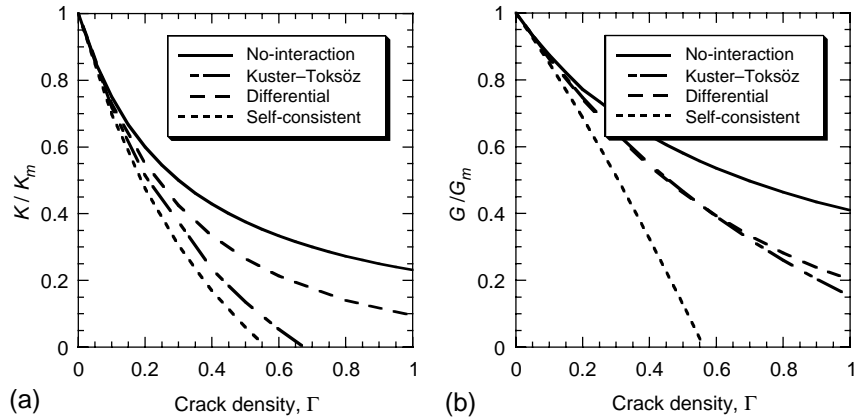 1
0.8
0.6
0.4
0.2
0
K / Km
No-interaction
Kuster–Toksöz
Differential
Self-consistent
0 0.2 0.4 0.6 0.8 1
Crack density, Γ
(a)
1
0.8
0.6
0.4
0.2
0
G / Gm
No-interaction
Kuster–Toksöz
Differential
Self-consistent
0 0.2 0.4 0.6 0.8 1
Crack density, Γ
(b)